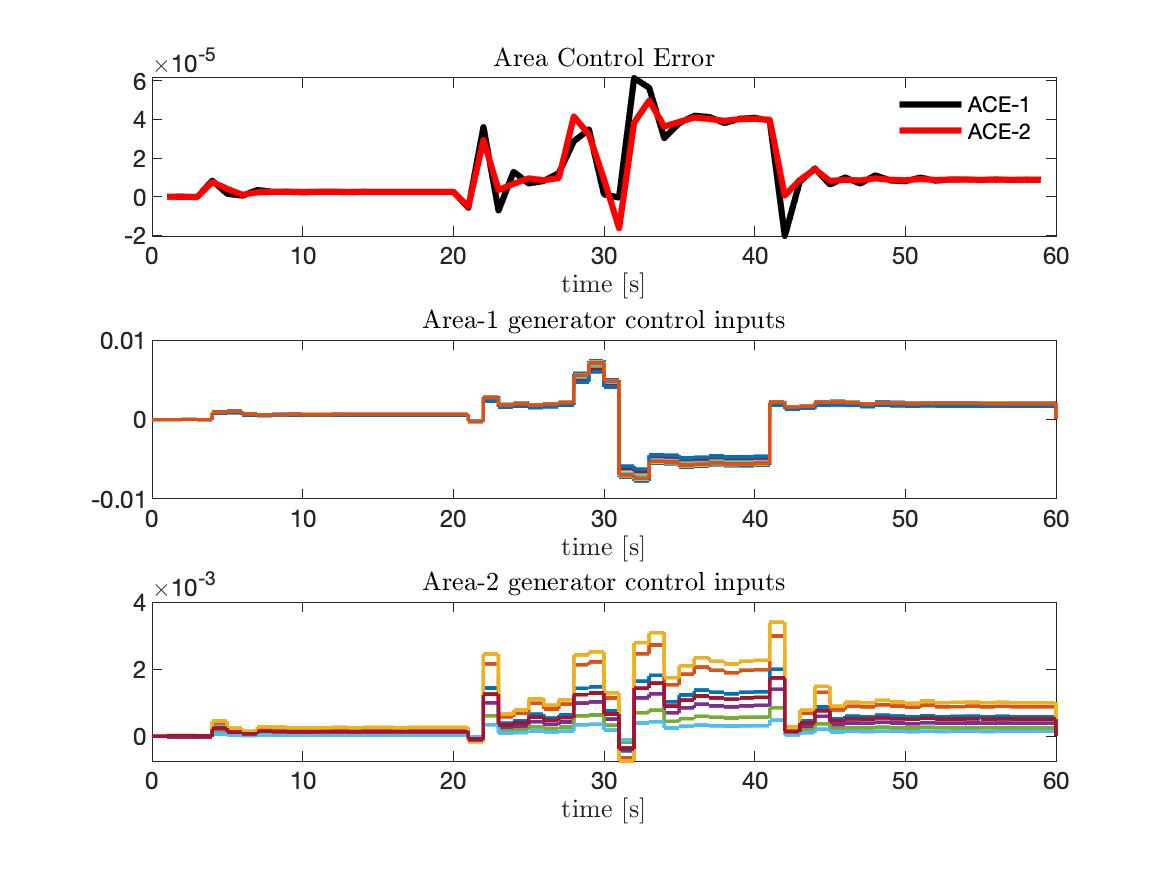 ×10-5
Area Control Error
6
4
2
0
-2
ACE-1
ACE-2
0 10 20 30 40 50 60
time [s]
Area-1 generator control inputs
0.01
0
-0.01
0 10 20 30 40 50 60
time [s]
×10-3
Area-2 generator control inputs
4
2
0
0 10 20 30 40 50 60
time [s]